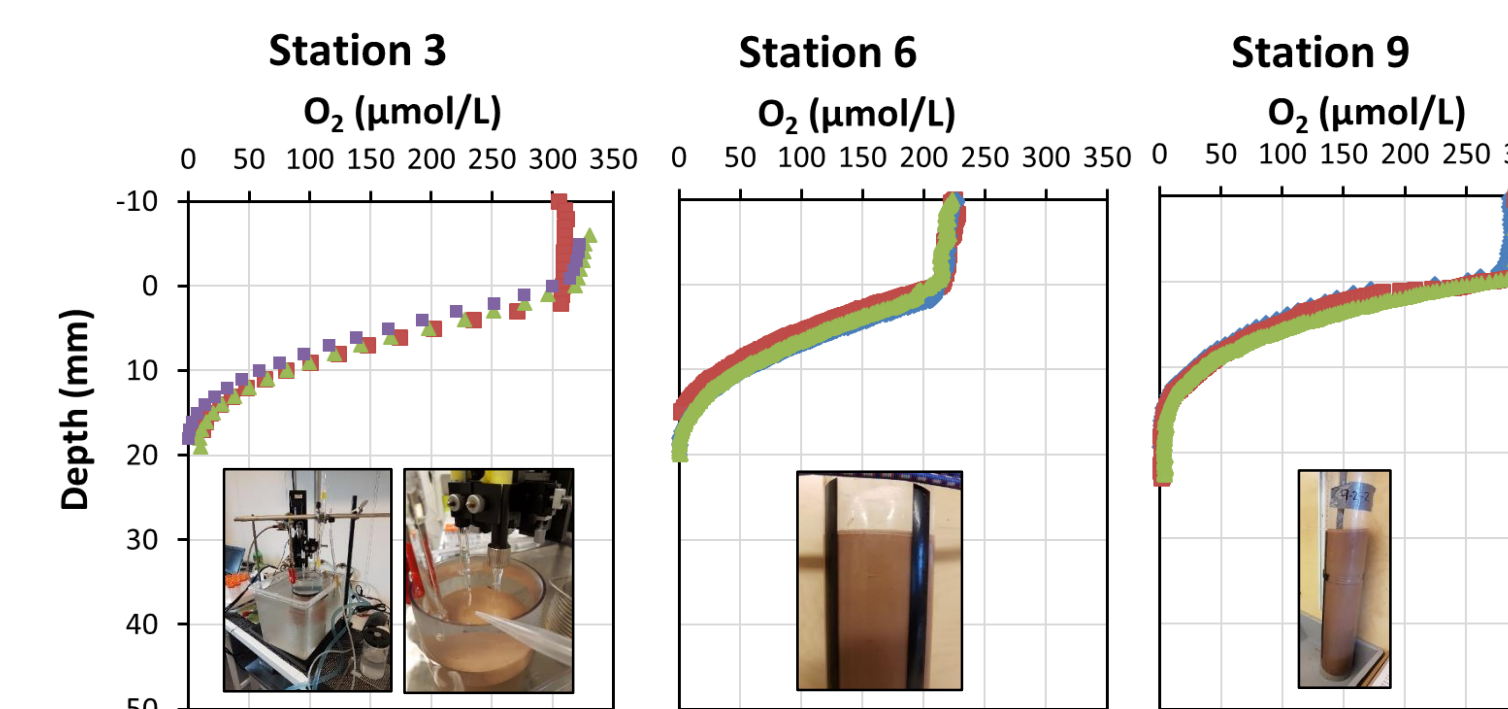 Station 3
Station 6
Station 9
O₂ (µmol/L)
O₂ (µmol/L)
O₂ (µmol/L)
0 50 100 150 200 250 300 350
0 50 100 150 200 250 300 350
0 50 100 150 200 250
-10
0
10
20
30
40
50
Depth (mm)